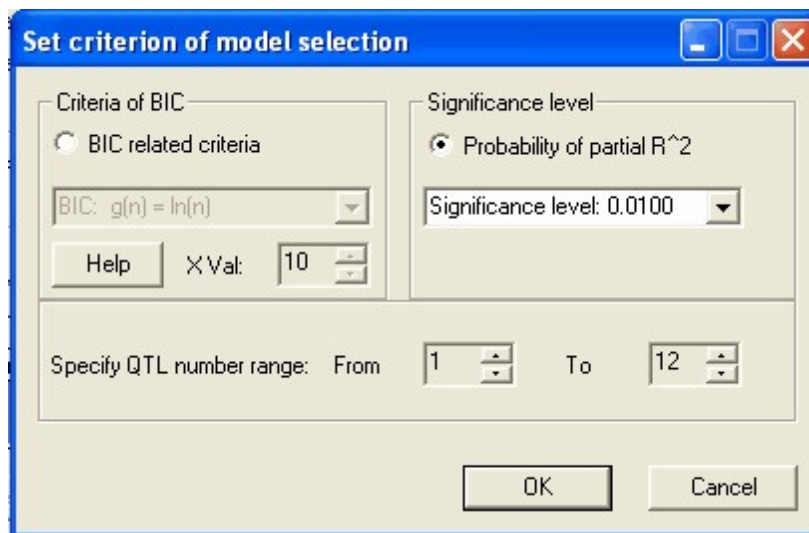 Set criterion of model selection
Criteria of BIC
BIC related criteria
BIC: g(n) = ln(n)
Help X Val: 10
Significance level
Probability of partial R^2
Significance level: 0.0100
Specify QTL number range: From 1 To 12
OK Cancel